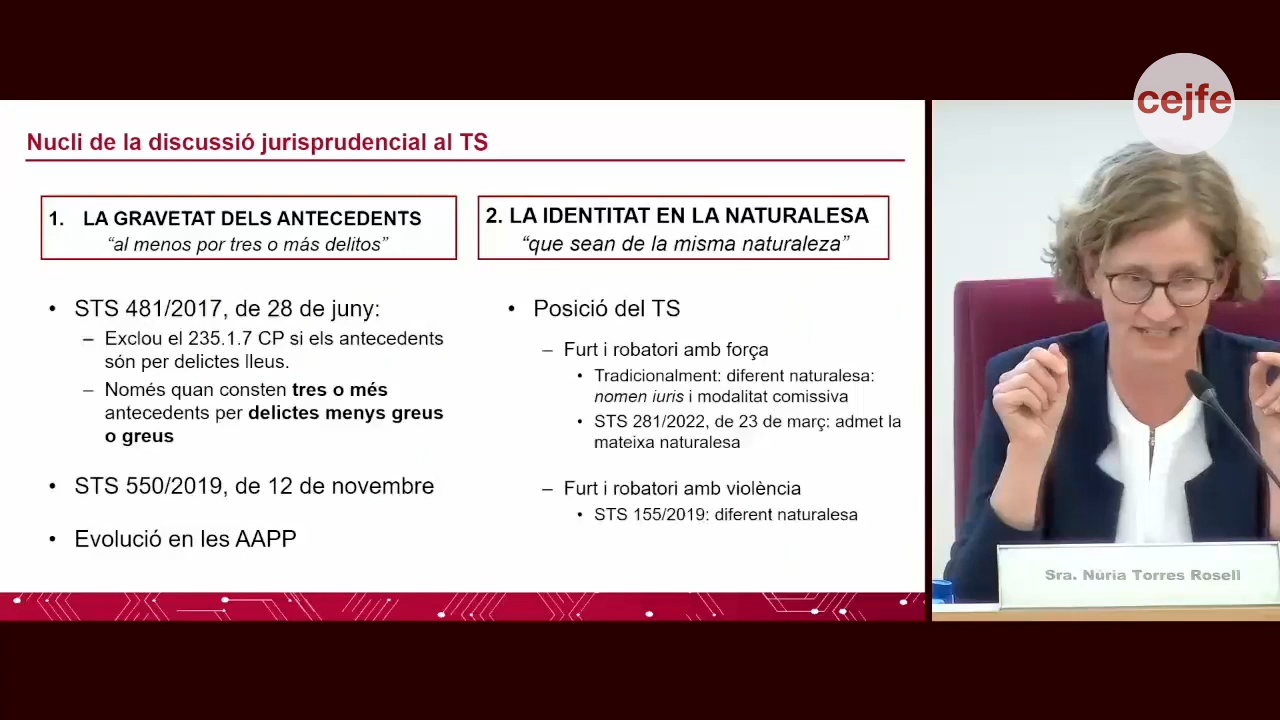 cejfe
Nucli de la discussió jurisprudencial al TS
1. LA GRAVETAT DELS ANTECEDENTS
“al menos por tres o más delitos”
• STS 481/2017, de 28 de juny:
– Exclou el 235.1.7 CP si els antecedents
són per delictes lleus.
– Només quan consten tres o més
antecedents per delictes menys greus
o greus
• STS 550/2019, de 12 de novembre
• Evolució en les AAPP
2. LA IDENTITAT EN LA NATURALESA
“que sean de la misma naturaleza”
• Posició del TS
– Furt i robatori amb força
• Tradicionalment: diferent naturalesa:
nomen iuris i modalitat comissiva
• STS 281/2022, de 23 de març: admet la
mateixa naturalesa
– Furt i robatori amb violència
• STS 155/2019: diferent naturalesa
Sra. Núria Torres Rosell